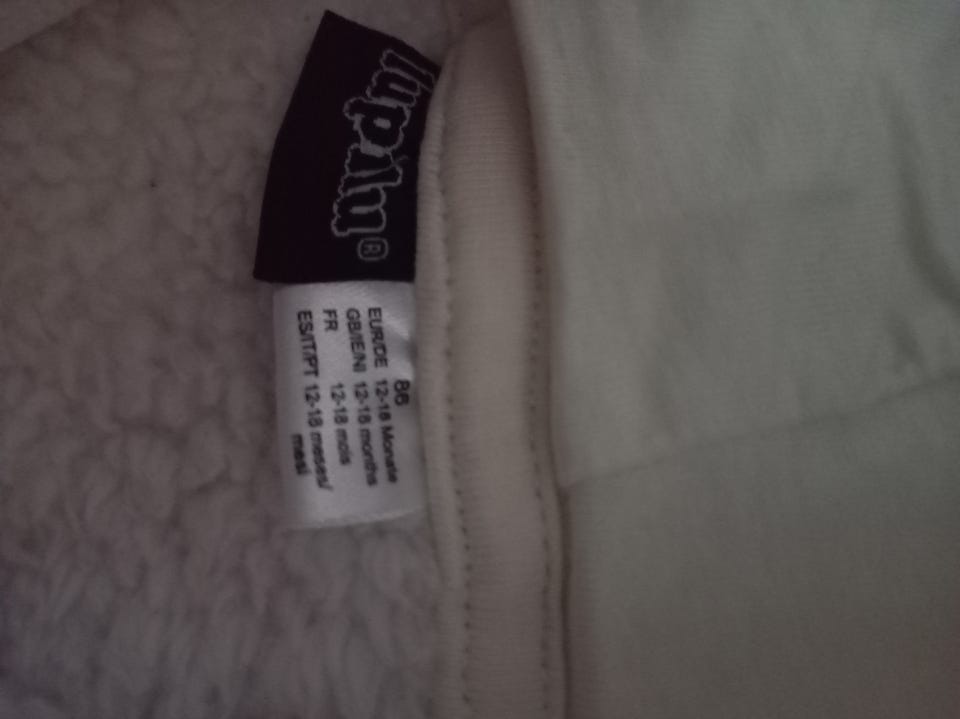 lupilu®
86
EUR/DE 12-18 Monate
GB/IE/NI 12-18 months
FR 12-18 mois
ES/IT/PT 12-18 meses/
mesi